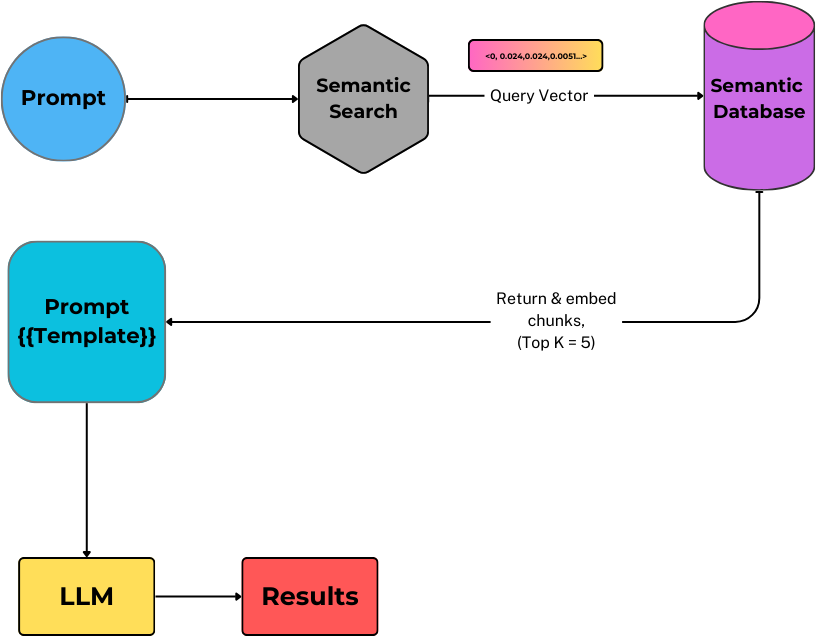 Prompt
Semantic
Search
<0, 0.024,0.024,0.0051...>
Query Vector
Semantic
Database
Prompt
{{Template}}
Return & embed
chunks,
(Top K = 5)
LLM
Results